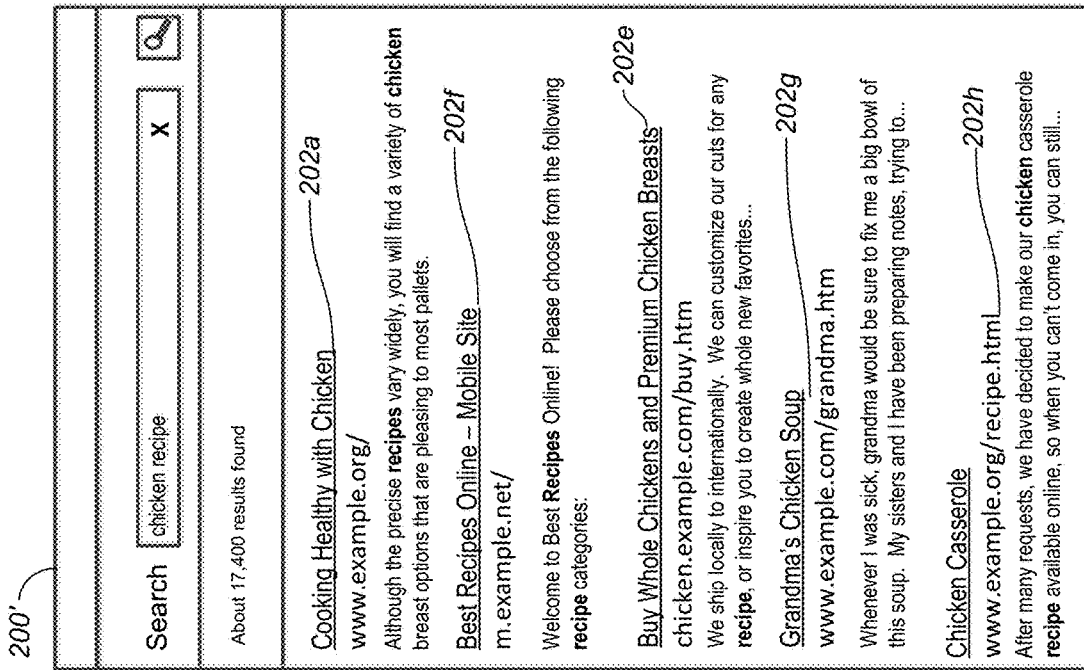 200'
Search chicken recipe X
About 17,400 results found
Cooking Healthy with Chicken 202a
www.example.org/
Although the precise recipes vary widely, you will find a variety of chicken
breast options that are pleasing to most pallets.
Best Recipes Online – Mobile Site 202f
m.example.net/
Welcome to Best Recipes Online! Please choose from the following
recipe categories:
Buy Whole Chickens and Premium Chicken Breasts 202e
chicken.example.com/buy.htm
We ship locally to internationally. We can customize our cuts for any
recipe, or inspire you to create whole new favorites...
Grandma's Chicken Soup 202g
www.example.com/grandma.htm
Whenever I was sick, grandma would be sure to fix me a big bowl of
this soup. My sisters and I have been preparing notes, trying to...
Chicken Casserole 202h
www.example.org/recipe.html
After many requests, we have decided to make our chicken casserole
recipe available online, so when you can't come in, you can still...